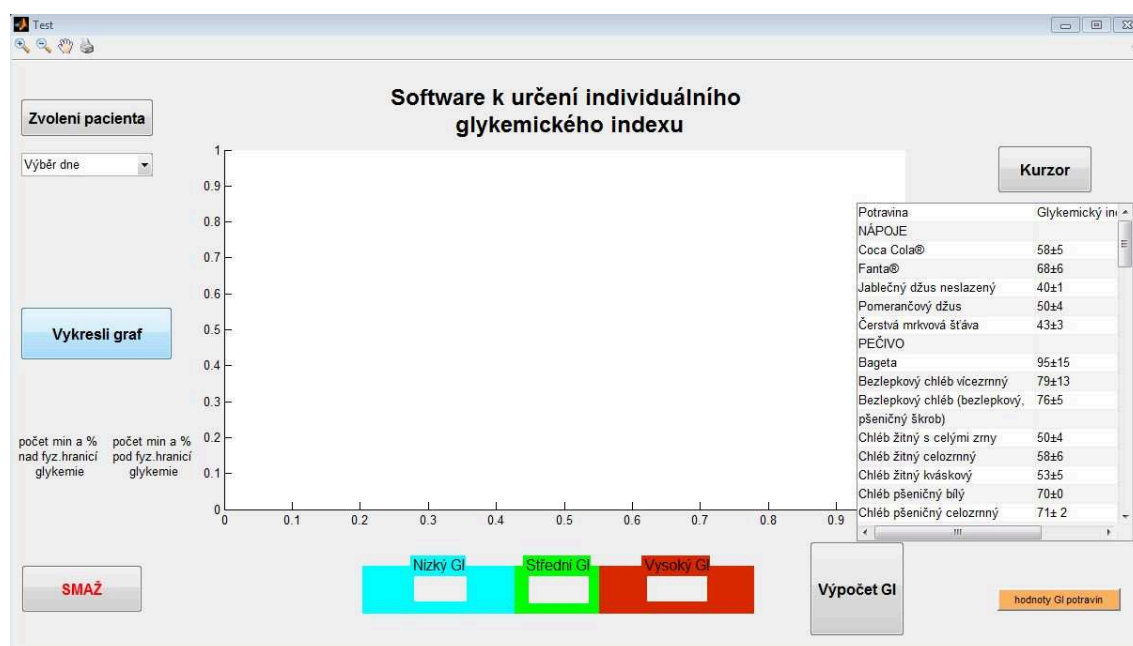 Test
Software k určení individuálního
glykemického indexu
Zvolení pacienta
Výběr dne
Vykresli graf
počet min a %
nad fyz.hranicí
glykemie
počet min a %
pod fyz.hranicí
glykemie
SMAŽ
1
0.9
0.8
0.7
0.6
0.5
0.4
0.3
0.2
0.1
0
0 0.1 0.2 0.3 0.4 0.5 0.6 0.7 0.8 0.9
Nízký GI
Střední GI
Vysoký GI
Výpočet GI
Kurzor
Potravina Glykemický in
NÁPOJE
Coca Cola® 58±5
Fanta® 68±6
Jablečný džus neslazený 40±1
Pomerančový džus 50±4
Čerstvá mrkvová šťáva 43±3
PEČIVO
Bageta 95±15
Bezlepkový chléb vícezrnný 79±13
Bezlepkový chléb (bezlepkový, 76±5
pšeničný škrob)
Chléb žitný s celými zrny 50±4
Chléb žitný celozrnný 58±6
Chléb žitný kváskový 53±5
Chléb pšeničný bílý 70±0
Chléb pšeničný celozrnný 71± 2
hodnoty GI potravin